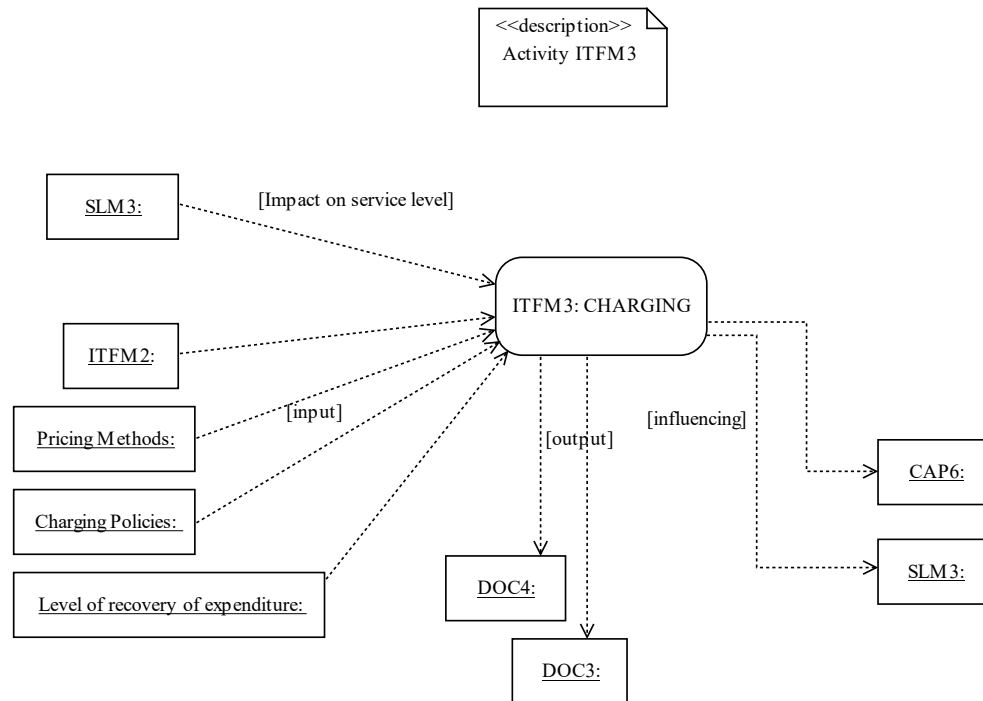 <<description>>
Activity ITFM3
SLM3:
[Impact on service level]
ITFM3: CHARGING
ITFM2:
[input]
Pricing Methods:
[output]
[influencing]
CAP6:
Charging Policies:
SLM3:
DOC4:
Level of recovery of expenditure:
DOC3: